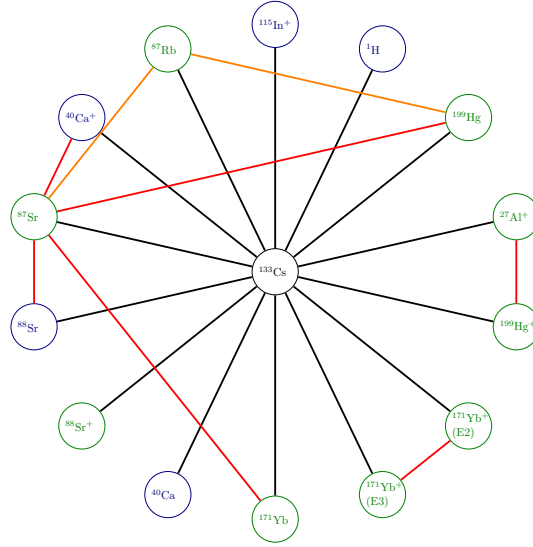 ¹¹⁵In⁺
⁸⁷Rb
¹H
⁴⁰Ca⁺
¹⁹⁹Hg
⁸⁷Sr
²⁷Al⁺
¹³³Cs
⁸⁸Sr
¹⁹⁹Hg⁺
⁸⁸Sr⁺
¹⁷¹Yb⁺
(E2)
⁴⁰Ca
¹⁷¹Yb⁺
(E3)
¹⁷¹Yb